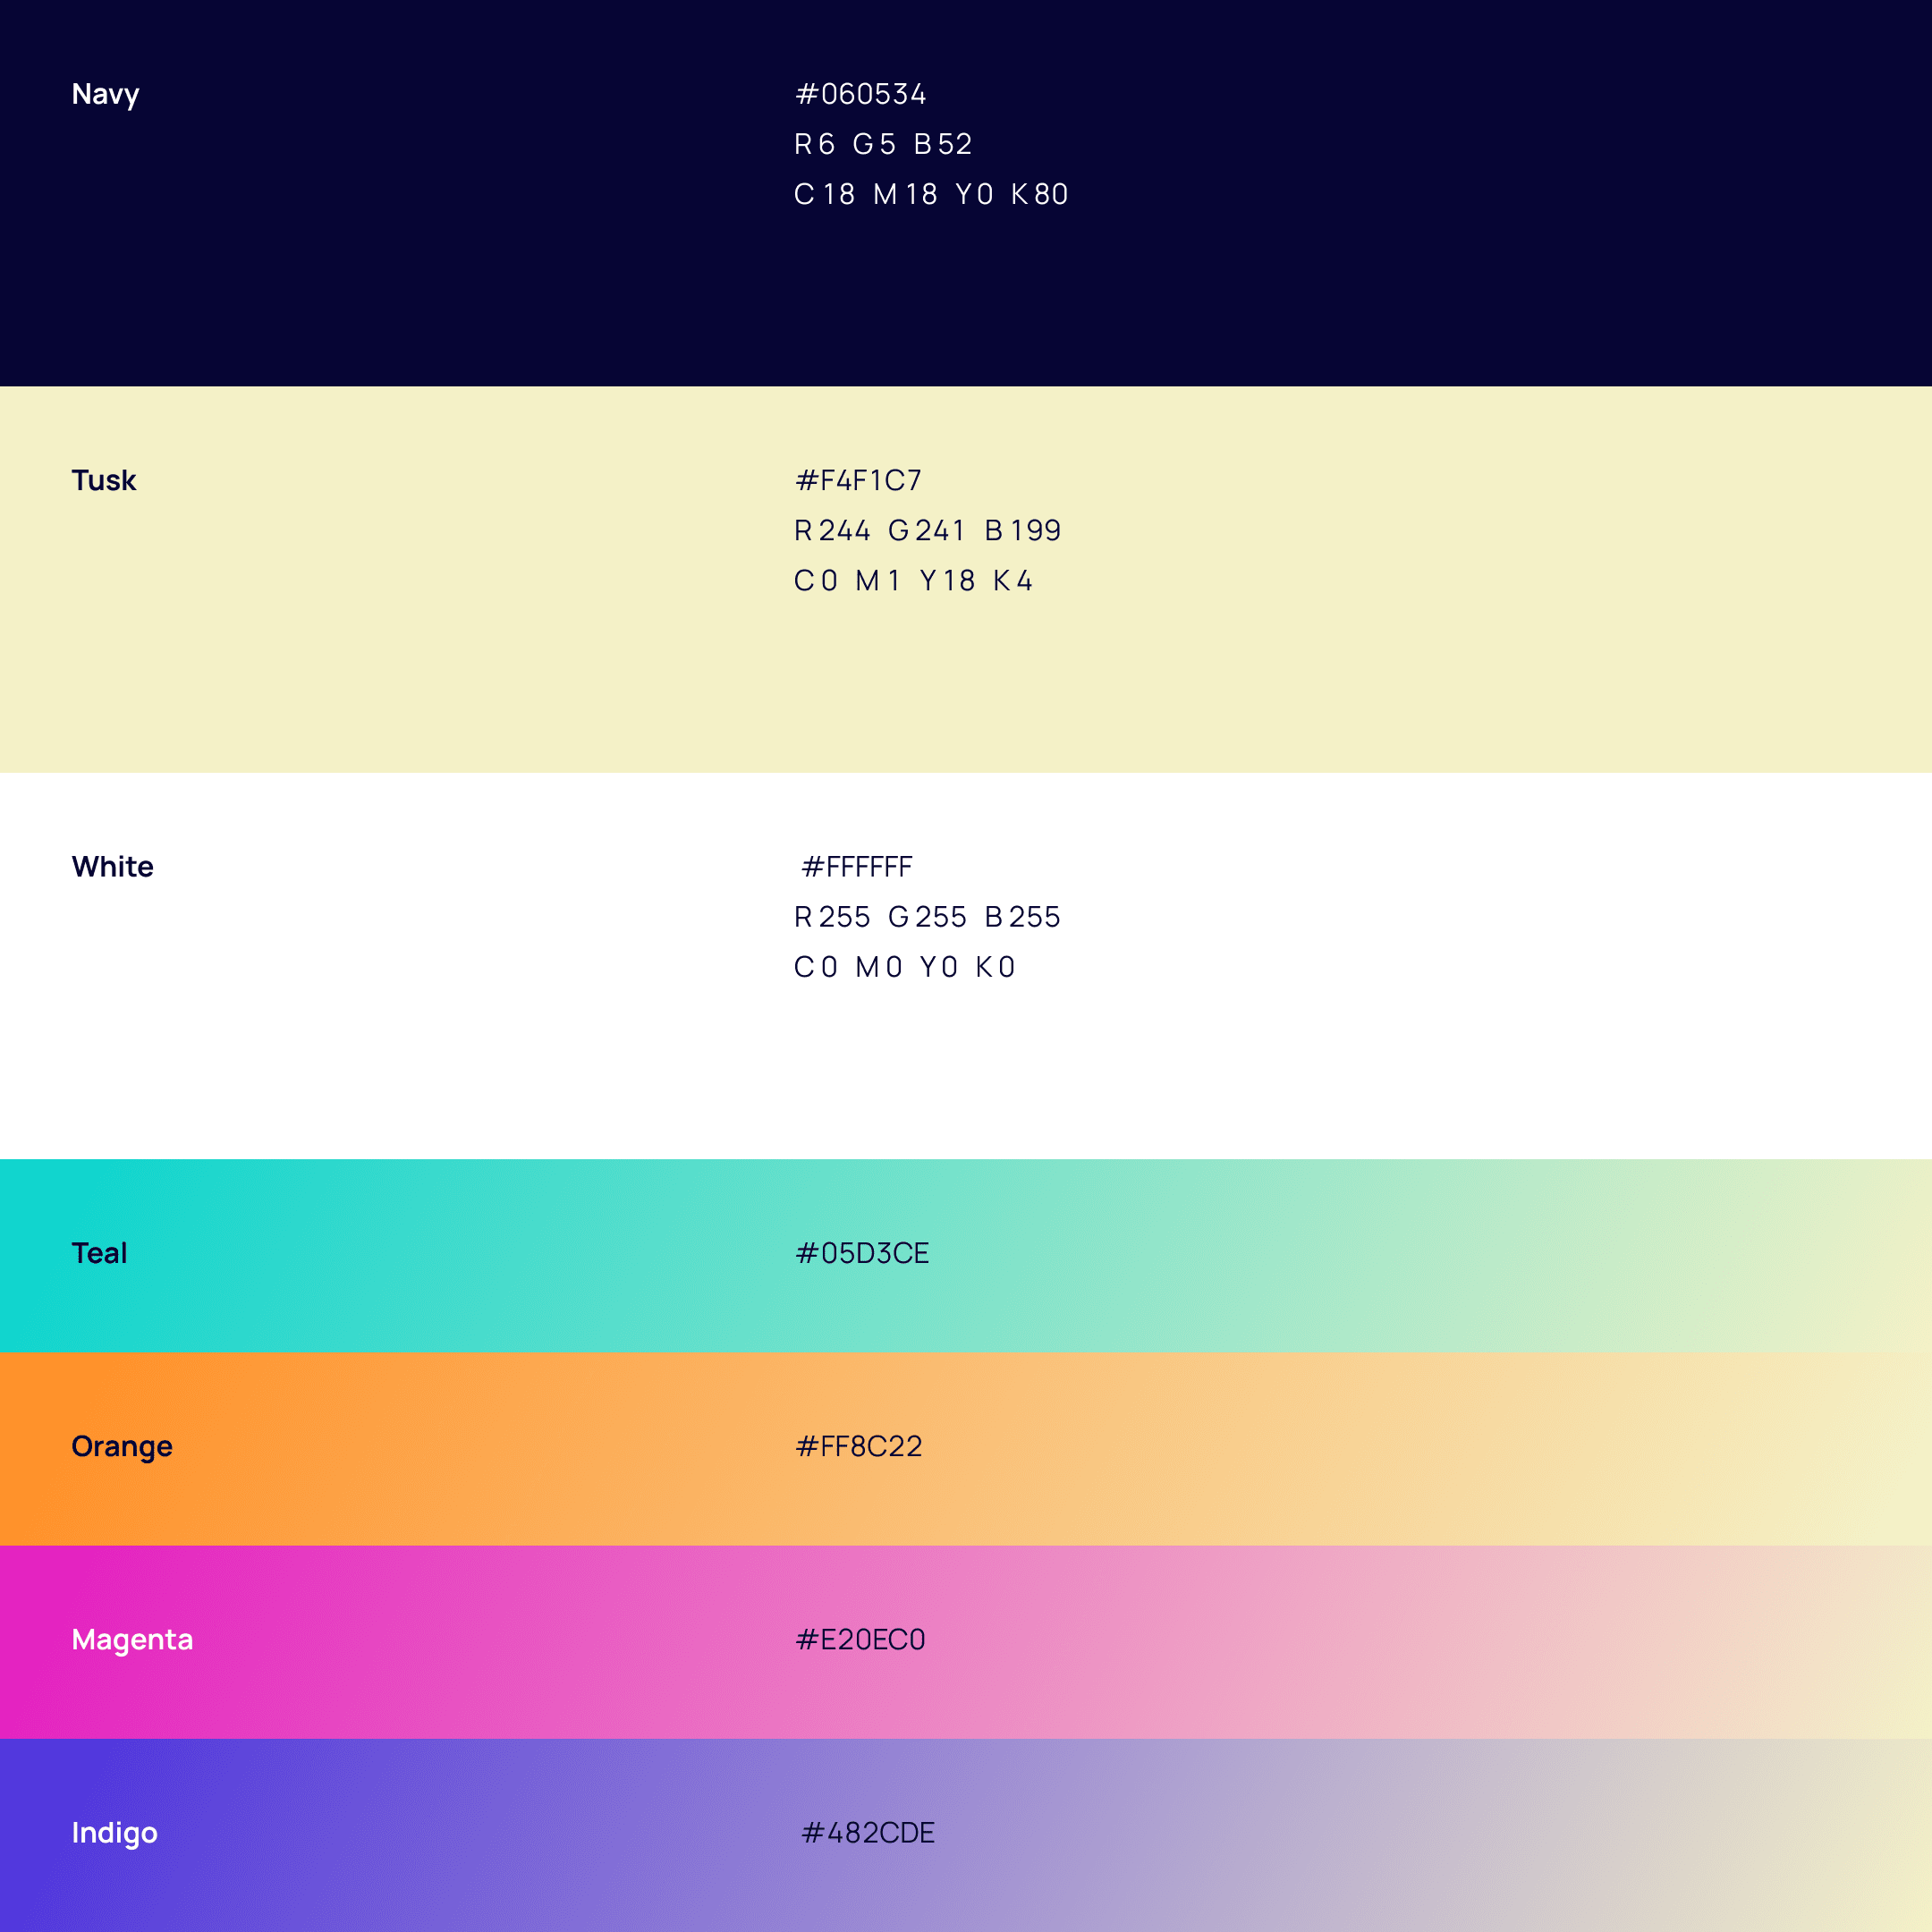 Navy
#060534
R6 G5 B52
C18 M18 Y0 K80
Tusk
#F4F1C7
R244 G241 B199
C0 M1 Y18 K4
White
#FFFFFF
R255 G255 B255
C0 M0 Y0 K0
Teal
#05D3CE
Orange
#FF8C22
Magenta
#E20EC0
Indigo
#482CDE